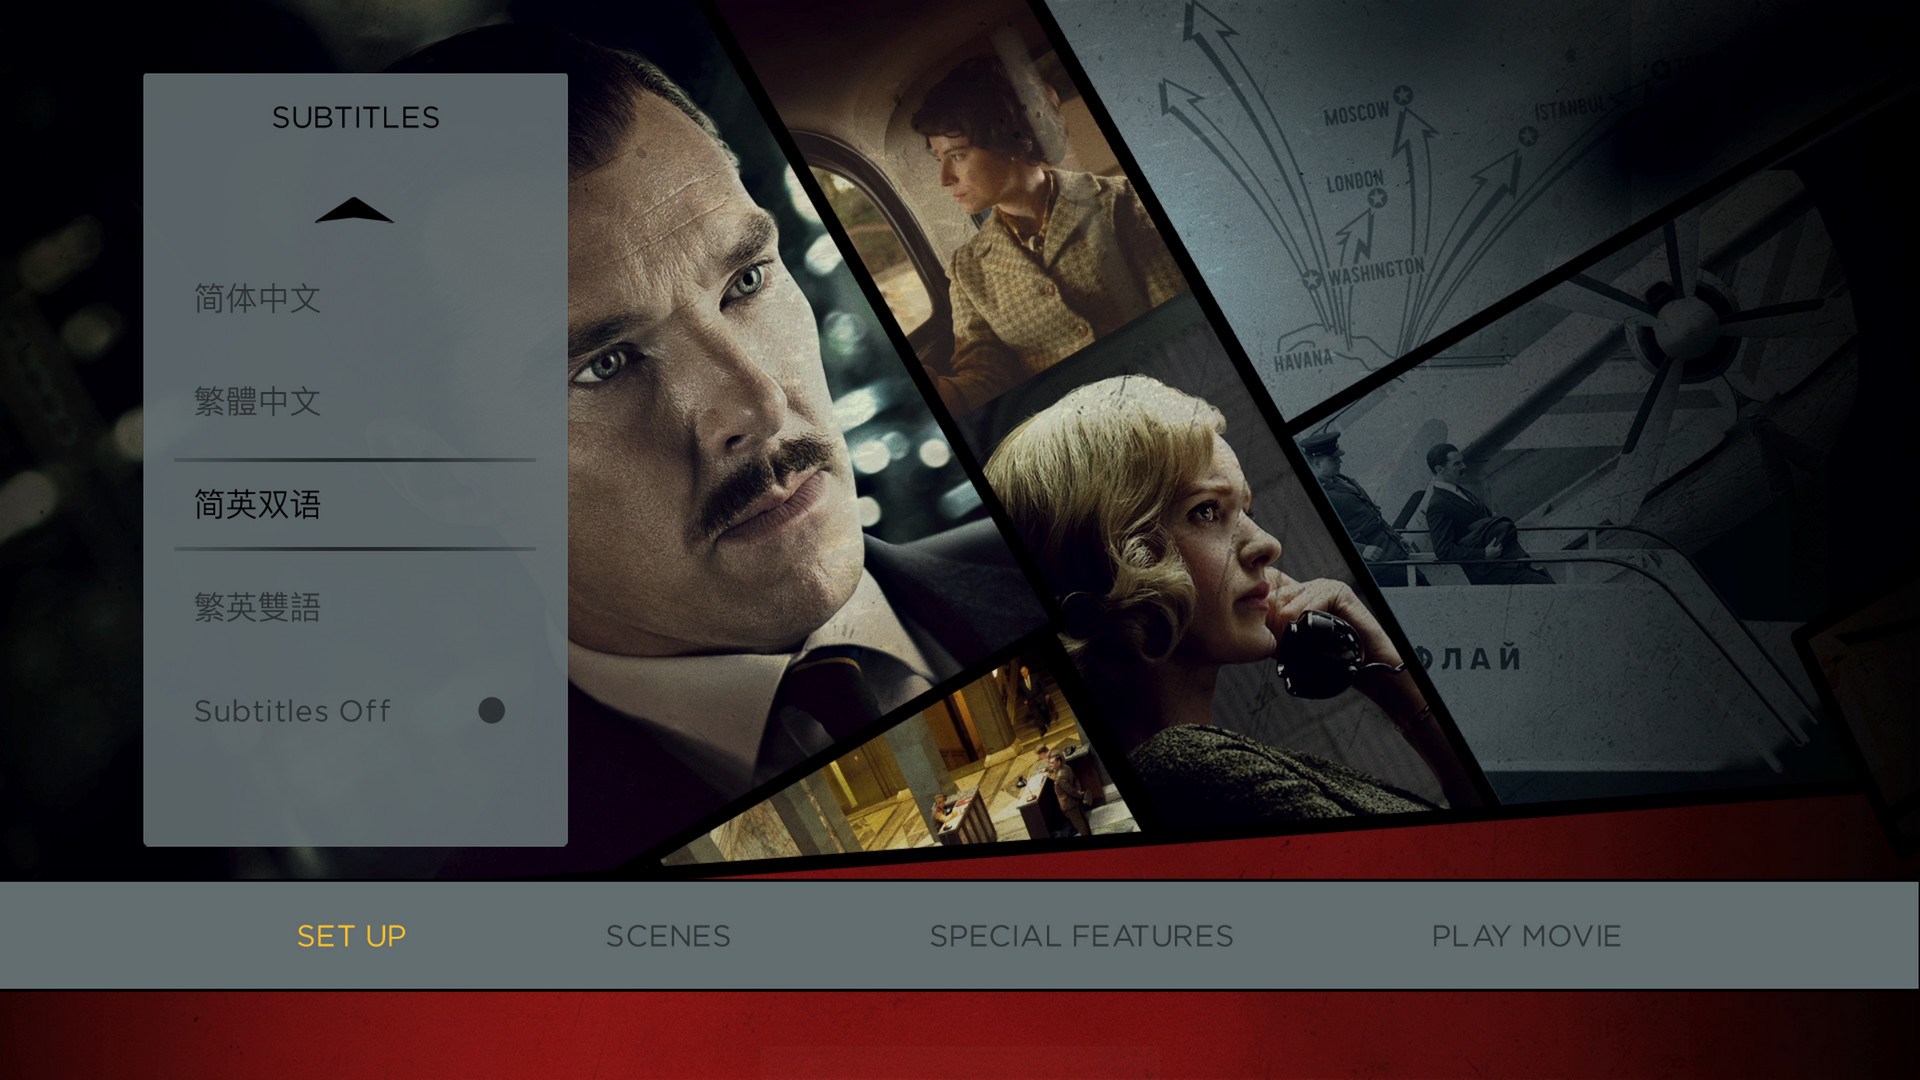 SUBTITLES
简体中文
繁體中文
简英双语
繁英雙語
Subtitles Off
MOSCOW
ISTANBUL
LONDON
WASHINGTON
HAVANA
ФЛАЙ
SET UP
SCENES
SPECIAL FEATURES
PLAY MOVIE